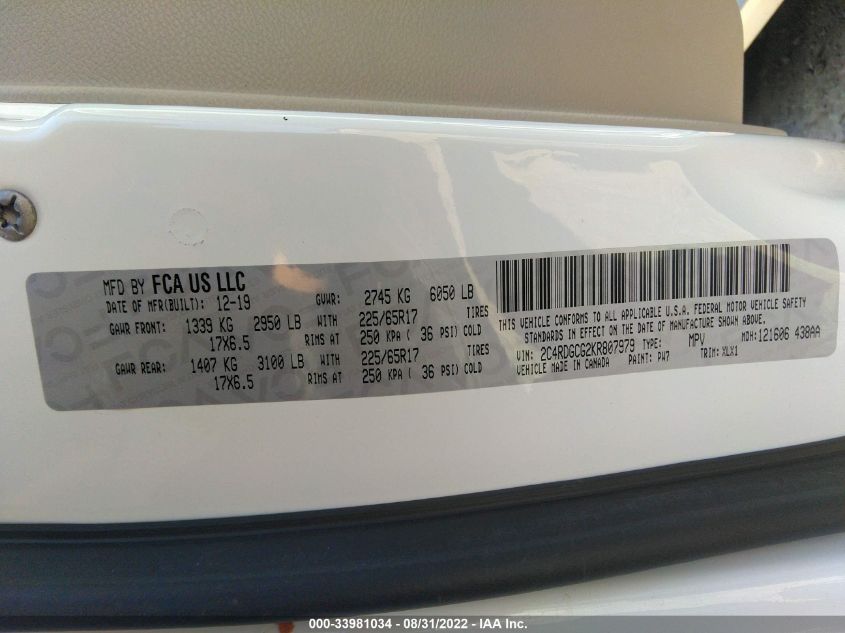 MFD BY FCA US LLC
DATE OF MFR(BUILT): 12-19 GVWR: 2745 KG 6050 LB
GAWR FRONT: 1339 KG 2950 LB WITH 225/65R17 TIRES
17X6.5 RIMS AT 250 KPA ( 36 PSI) COLD
GAWR REAR: 1407 KG 3100 LB WITH 225/65R17 TIRES
17X6.5 RIMS AT 250 KPA ( 36 PSI) COLD
THIS VEHICLE CONFORMS TO ALL APPLICABLE U.S.A. FEDERAL MOTOR VEHICLE SAFETY
STANDARDS IN EFFECT ON THE DATE OF MANUFACTURE SHOWN ABOVE.
VIN: 2C4RDGCG2KR807979 TYPE: MPV MDH:121606 438AA
VEHICLE MADE IN CANADA PAINT: PW7 TRIM: XLX1
000-33981034 - 08/31/2022 - IAA Inc.